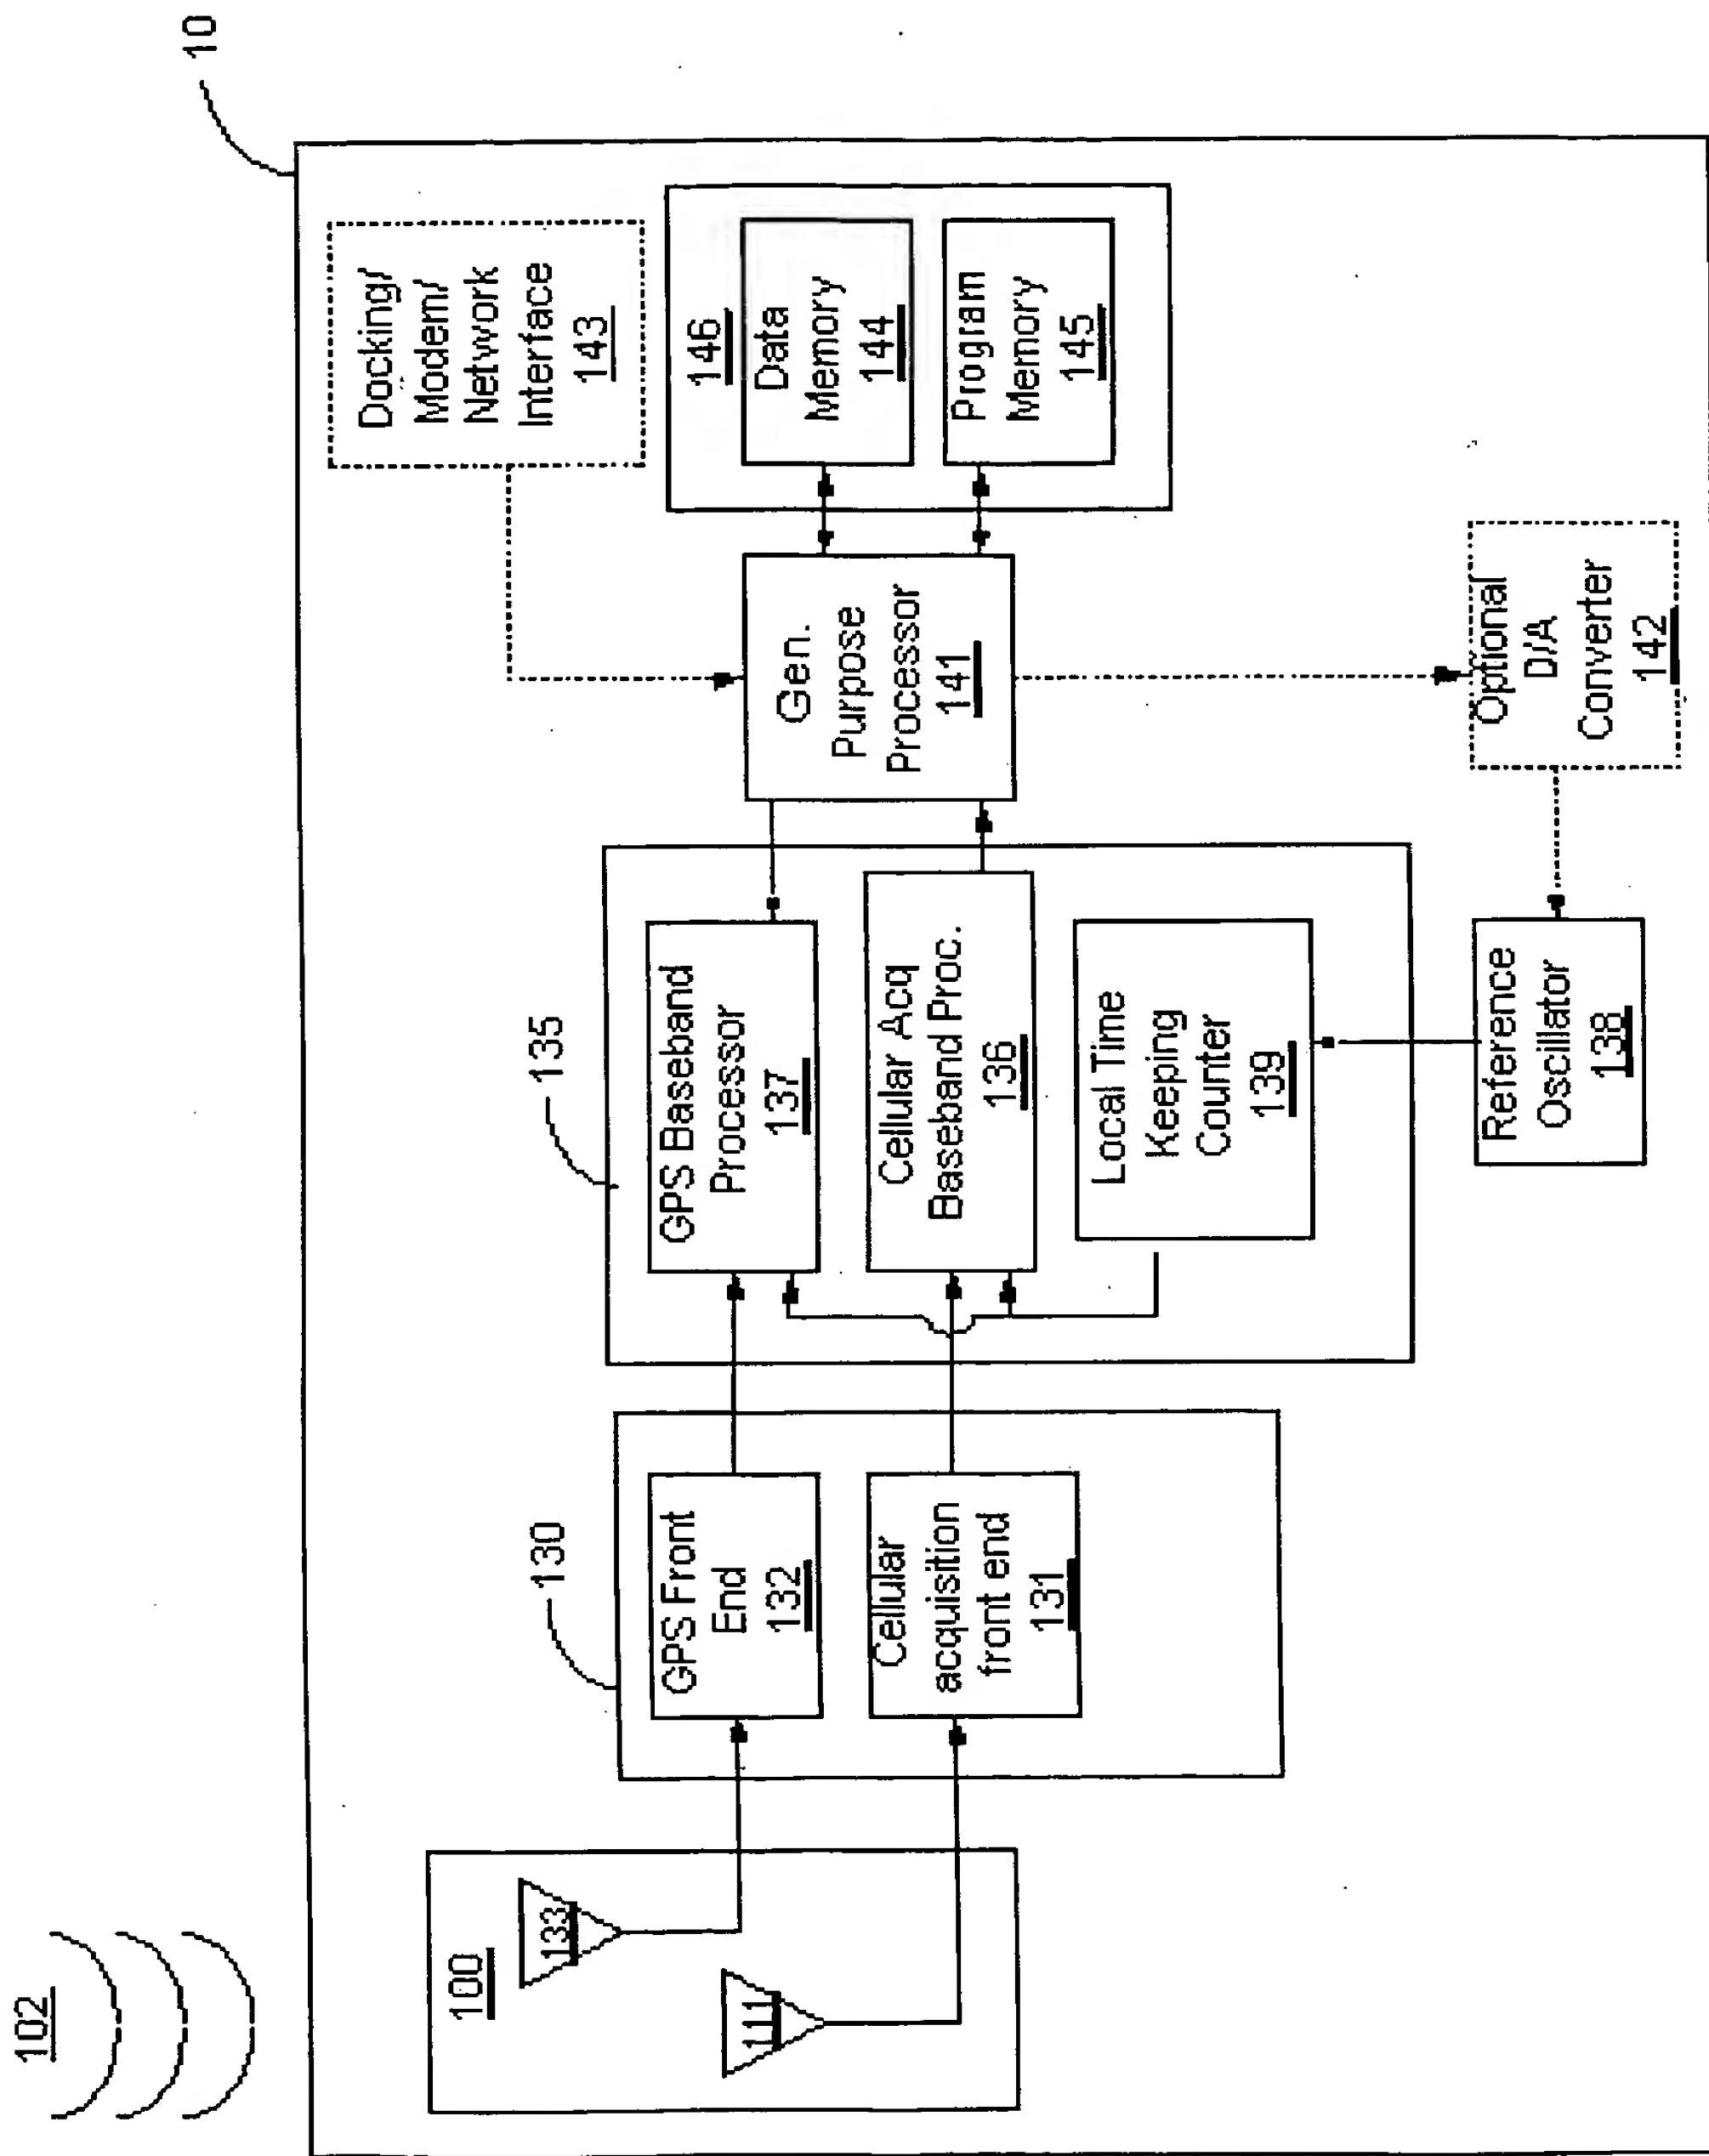 10
102
100
133
111
130
GPS Front
End
132
Cellular
acquisition
front end
131
135
GPS Baseband
Processor
137
Cellular Acq
Baseband Proc.
136
Local Time
Keeping
Counter
139
Reference
Oscillator
138
Gen.
Purpose
Processor
141
Optional
D/A
Converter
142
Docking/
Modem/
Network
Interface
143
146
Data
Memory
144
Program
Memory
145